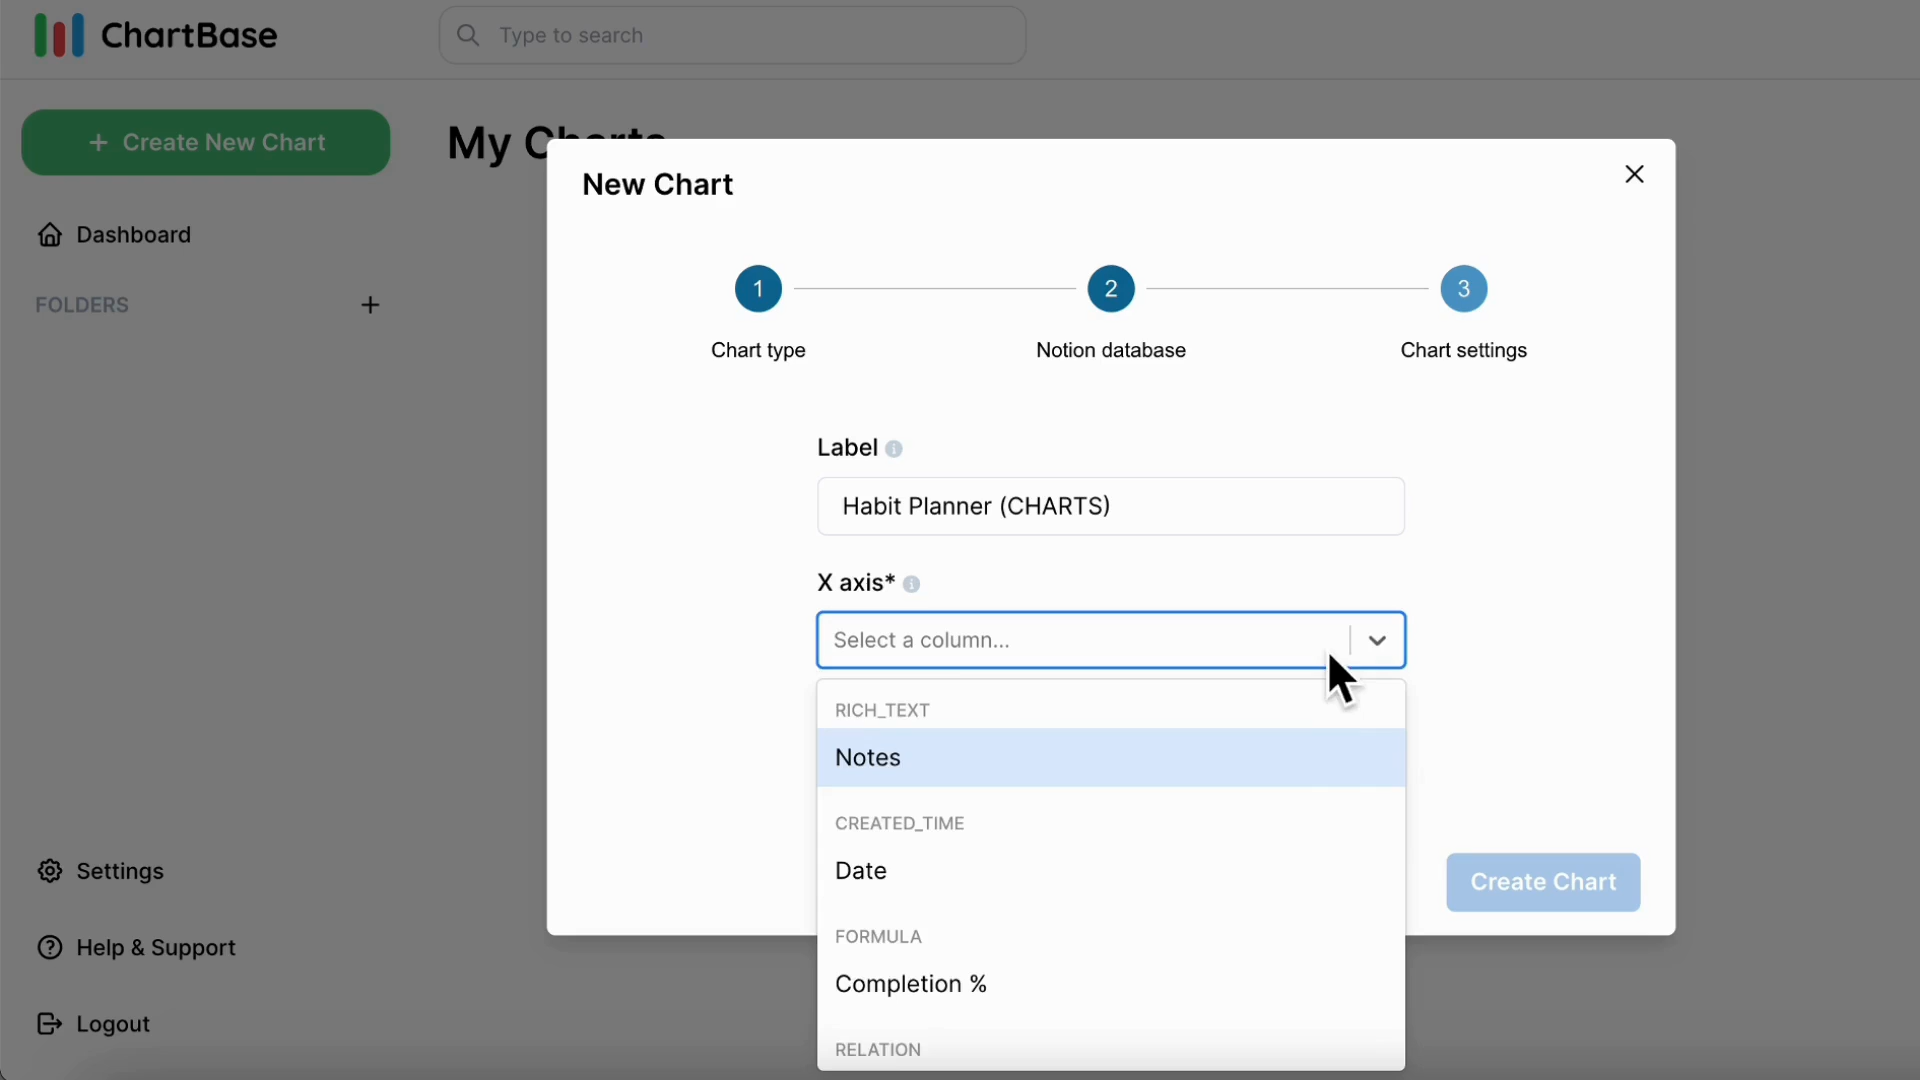 ChartBase
Type to search
+ Create New Chart
My Charts
Dashboard
FOLDERS +
New Chart
1
2
3
Chart type
Notion database
Chart settings
Label
Habit Planner (CHARTS)
X axis*
Select a column...
RICH_TEXT
Notes
CREATED_TIME
Date
FORMULA
Completion %
RELATION
Create Chart
Settings
Help & Support
Logout